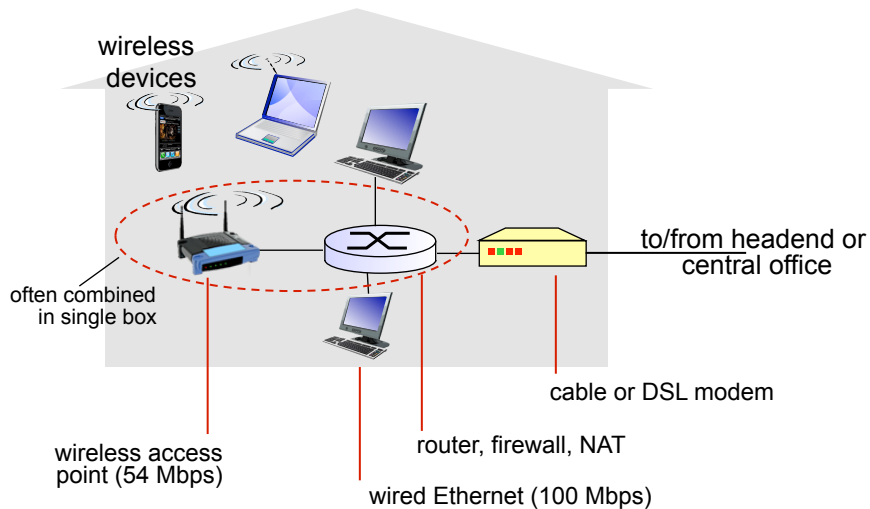 wireless
devices
to/from headend or
central office
often combined
in single box
cable or DSL modem
wireless access
point (54 Mbps)
router, firewall, NAT
wired Ethernet (100 Mbps)